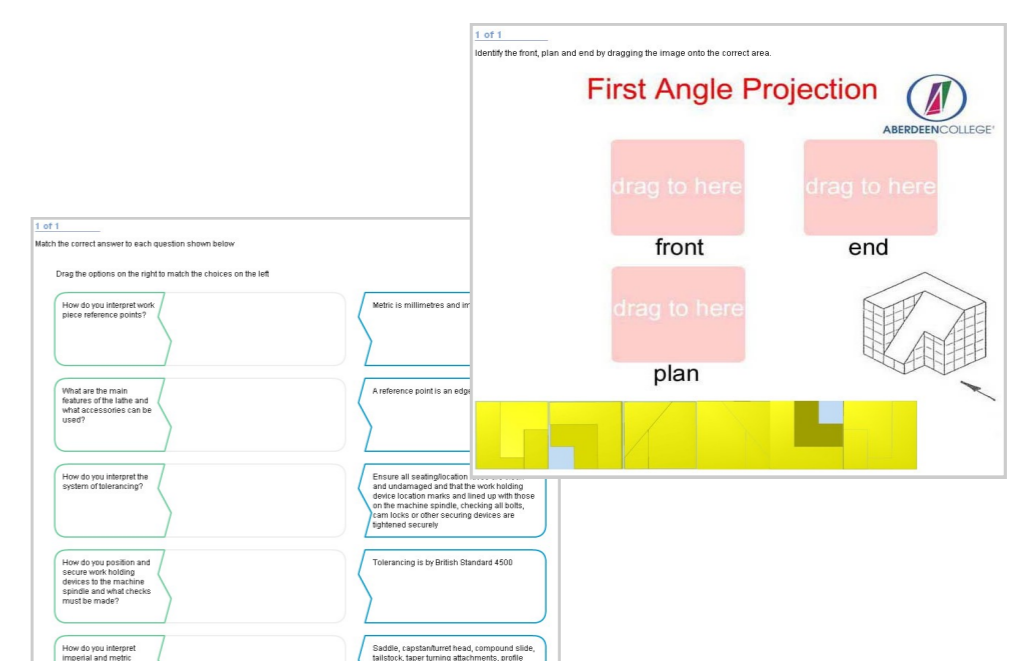 1 of 1
Identify the front, plan and end by dragging the image onto the correct area.
First Angle Projection
ABERDEENCOLLEGE
drag to here
drag to here
front
end
drag to here
plan
1 of 1
Match the correct answer to each question shown below
Drag the options on the right to match the choices on the left
How do you interpret work
piece reference points?
Metric is millimetres and
What are the main
features of the lathe and
what accessories can be
used?
A reference point is an edge
How do you interpret the
system of tolerancing?
Ensure all seating/location
and undamaged and that the work holding
device location marks and lined up with those
on the machine spindle, checking all bolts,
cam locks or other securing devices are
tightened securely
How do you position and
secure work holding
devices to the machine
spindle and what checks
must be made?
Tolerancing is by British Standard 4500
How do you interpret
imperial and metric
Saddle, capstan/turret head, compound slide,
tailstock, taper turning attachments, profile